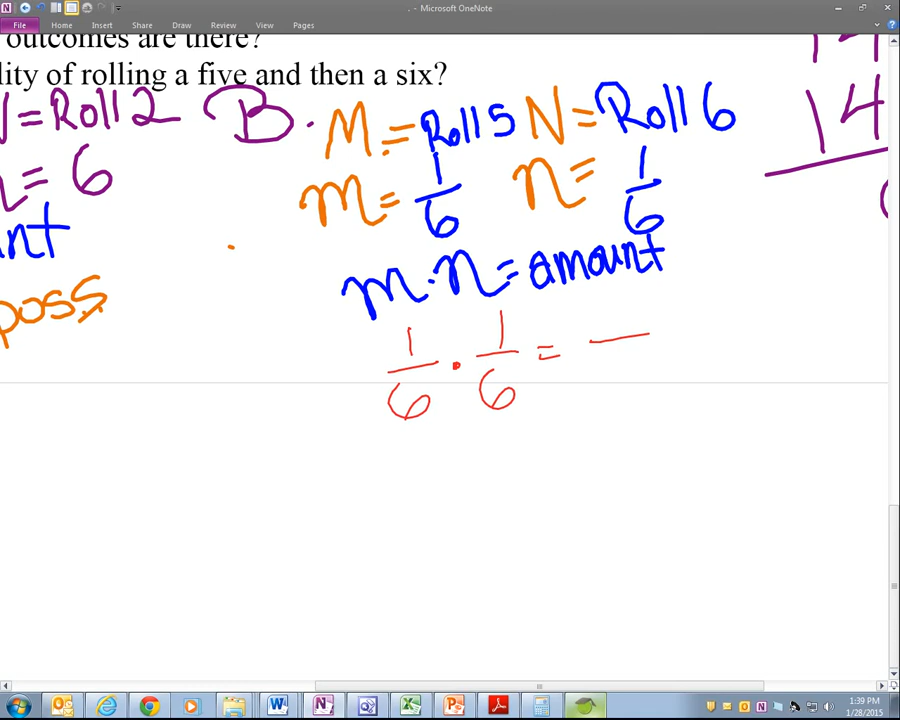 . - Microsoft OneNote
File Home Insert Share Draw Review View Pages
outcomes are there?
lity of rolling a five and then a six?
= Roll 2 B. M. = Roll 5 N = Roll 6
= 6 m = 1/6 n = 1/6
m · n = amount
poss.
1/6 · 1/6 =
14
1:39 PM
1/28/2015